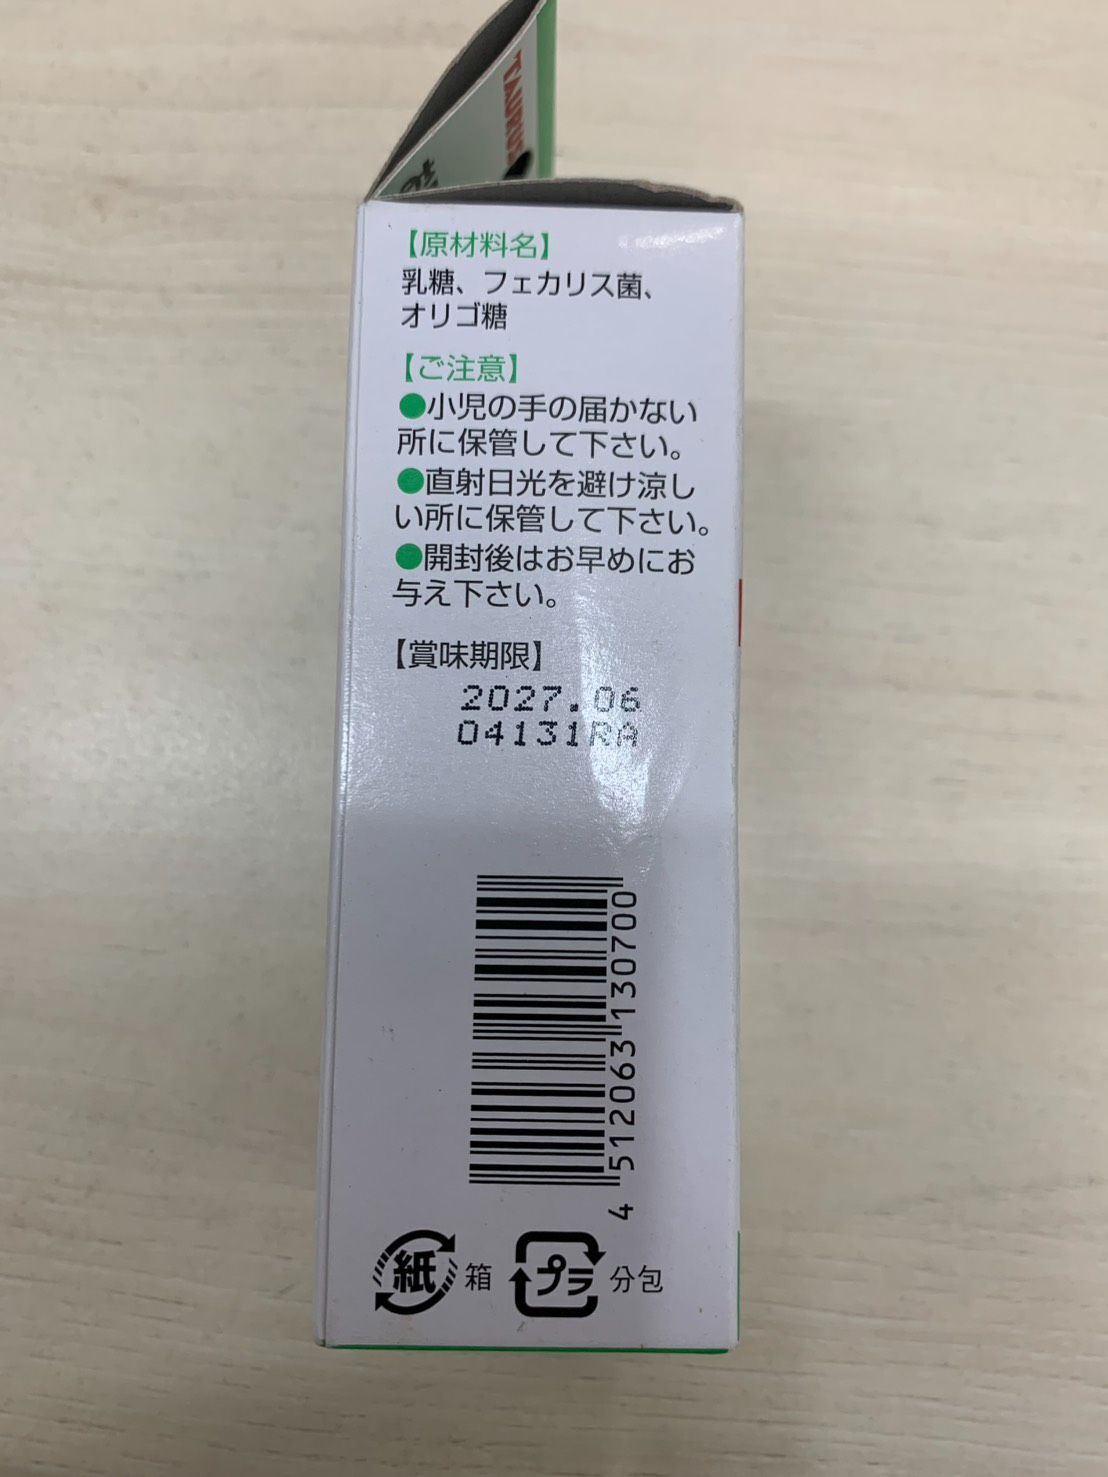 TAURUS
【原材料名】
乳糖、フェカリス菌、
オリゴ糖
【ご注意】
●小児の手の届かない
所に保管して下さい。
●直射日光を避け涼し
い所に保管して下さい。
●開封後はお早めにお
与え下さい。
【賞味期限】
2027.06
04131RA
4 512063 130700
紙 箱 プラ 分包